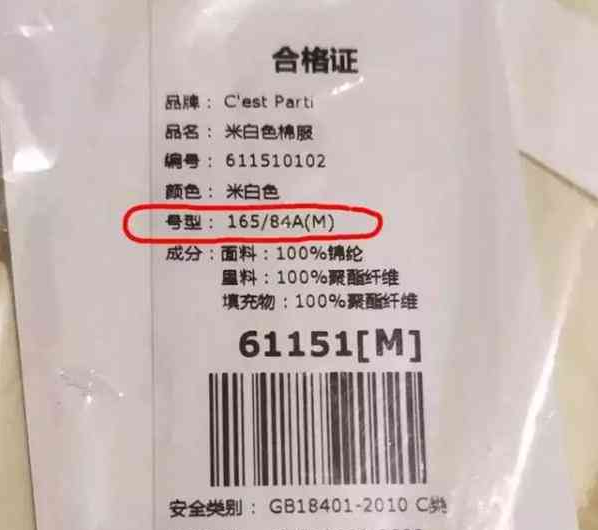 合格证
品牌： C'est Parti
品名： 米白色棉服
编号： 611510102
颜色： 米白色
号型： 165/84A(M)
成分：面料：100%锦纶
里料：100%聚酯纤维
填充物：100%聚酯纤维
61151[M]
安全类别： GB18401-2010 C类